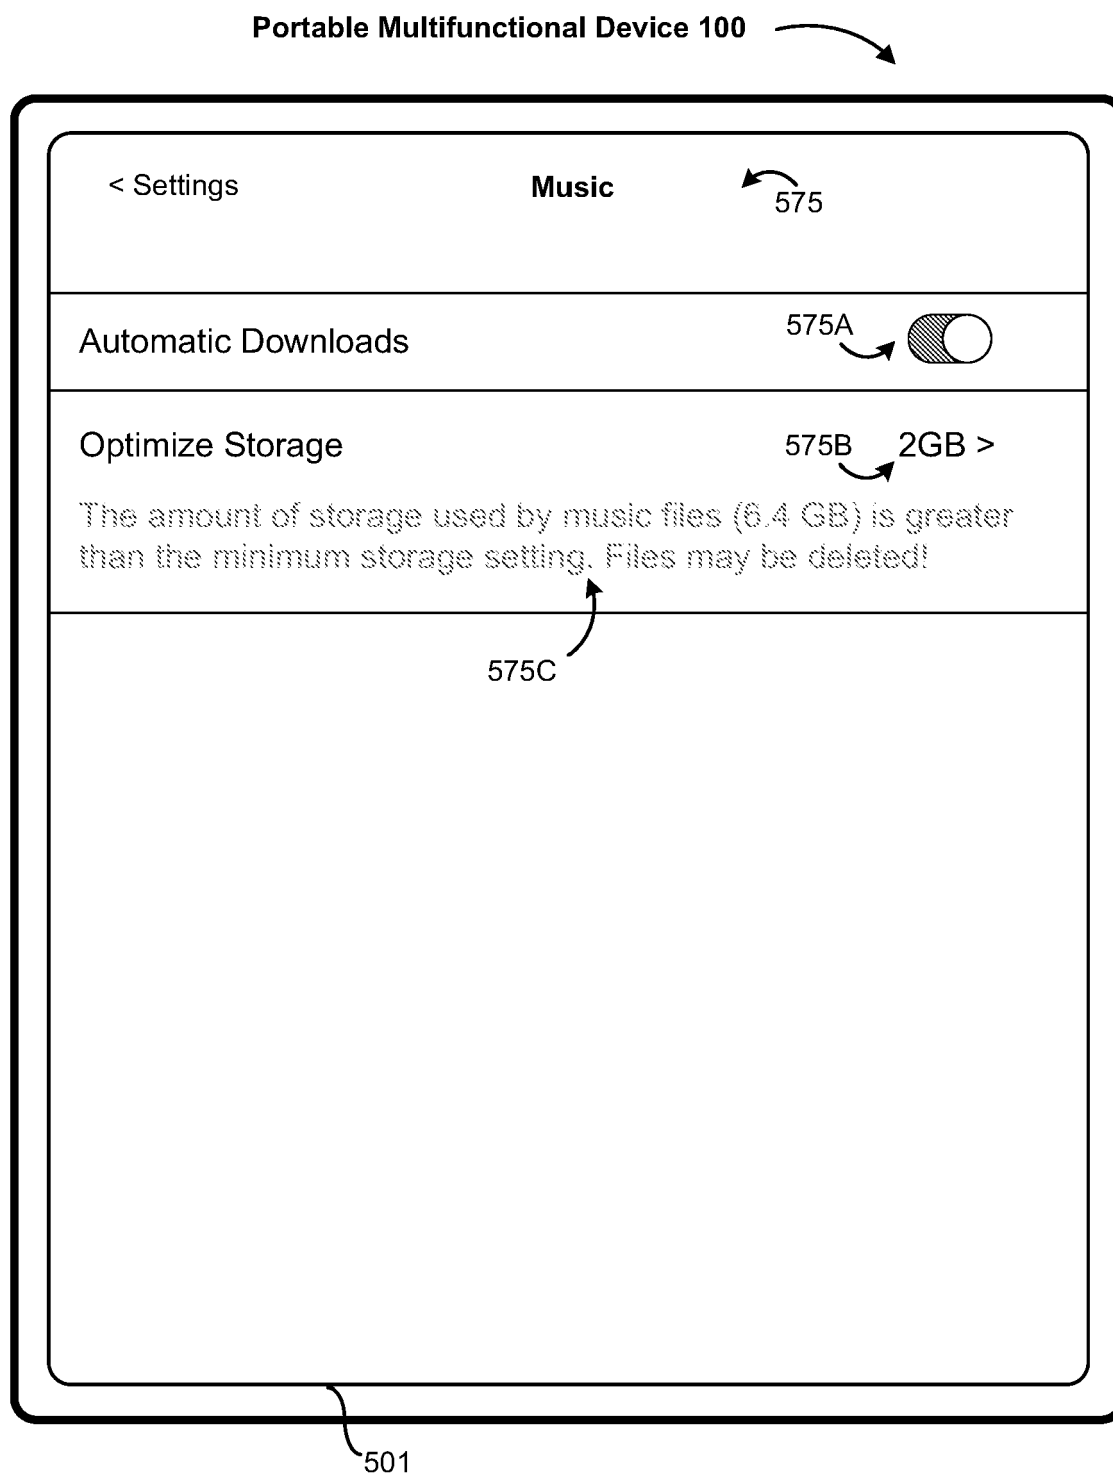 Portable Multifunctional Device 100
< Settings
Music
575
Automatic Downloads
575A
Optimize Storage
575B
2GB >
The amount of storage used by music files (6.4 GB) is greater
than the minimum storage setting. Files may be deleted!
575C
501